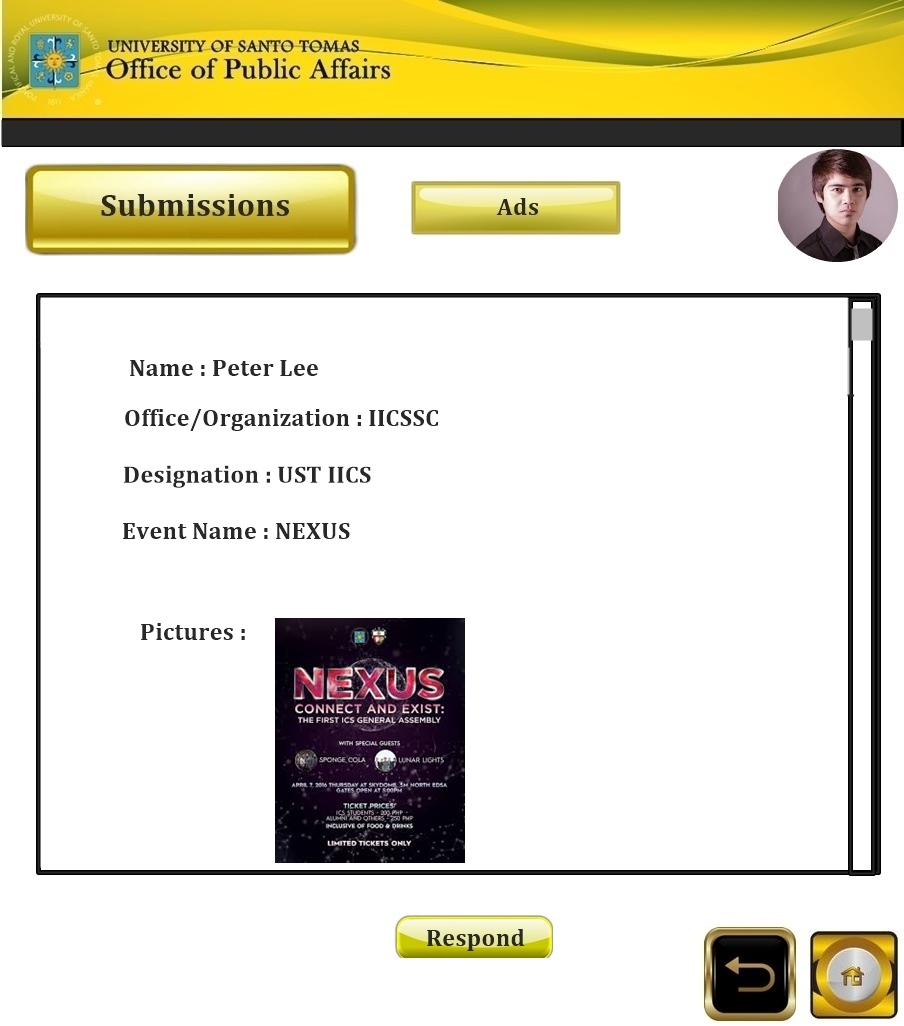 UNIVERSITY OF SANTO TOMAS
Office of Public Affairs
Submissions
Ads
Name : Peter Lee
Office/Organization : IICSSC
Designation : UST IICS
Event Name : NEXUS
Pictures :
NEXUS
CONNECT AND EXIST:
THE FIRST ICS GENERAL ASSEMBLY
WITH SPECIAL GUESTS
SPONGE COLA LUNAR LIGHTS
APRIL 7, 2016 THURSDAY AT SKYDOME, SM NORTH EDSA
GATES OPEN AT 5:00PM
TICKET PRICES
ICS STUDENTS - 200 PHP
ALUMNI AND OTHERS - 250 PHP
INCLUSIVE OF FOOD & DRINKS
LIMITED TICKETS ONLY
Respond